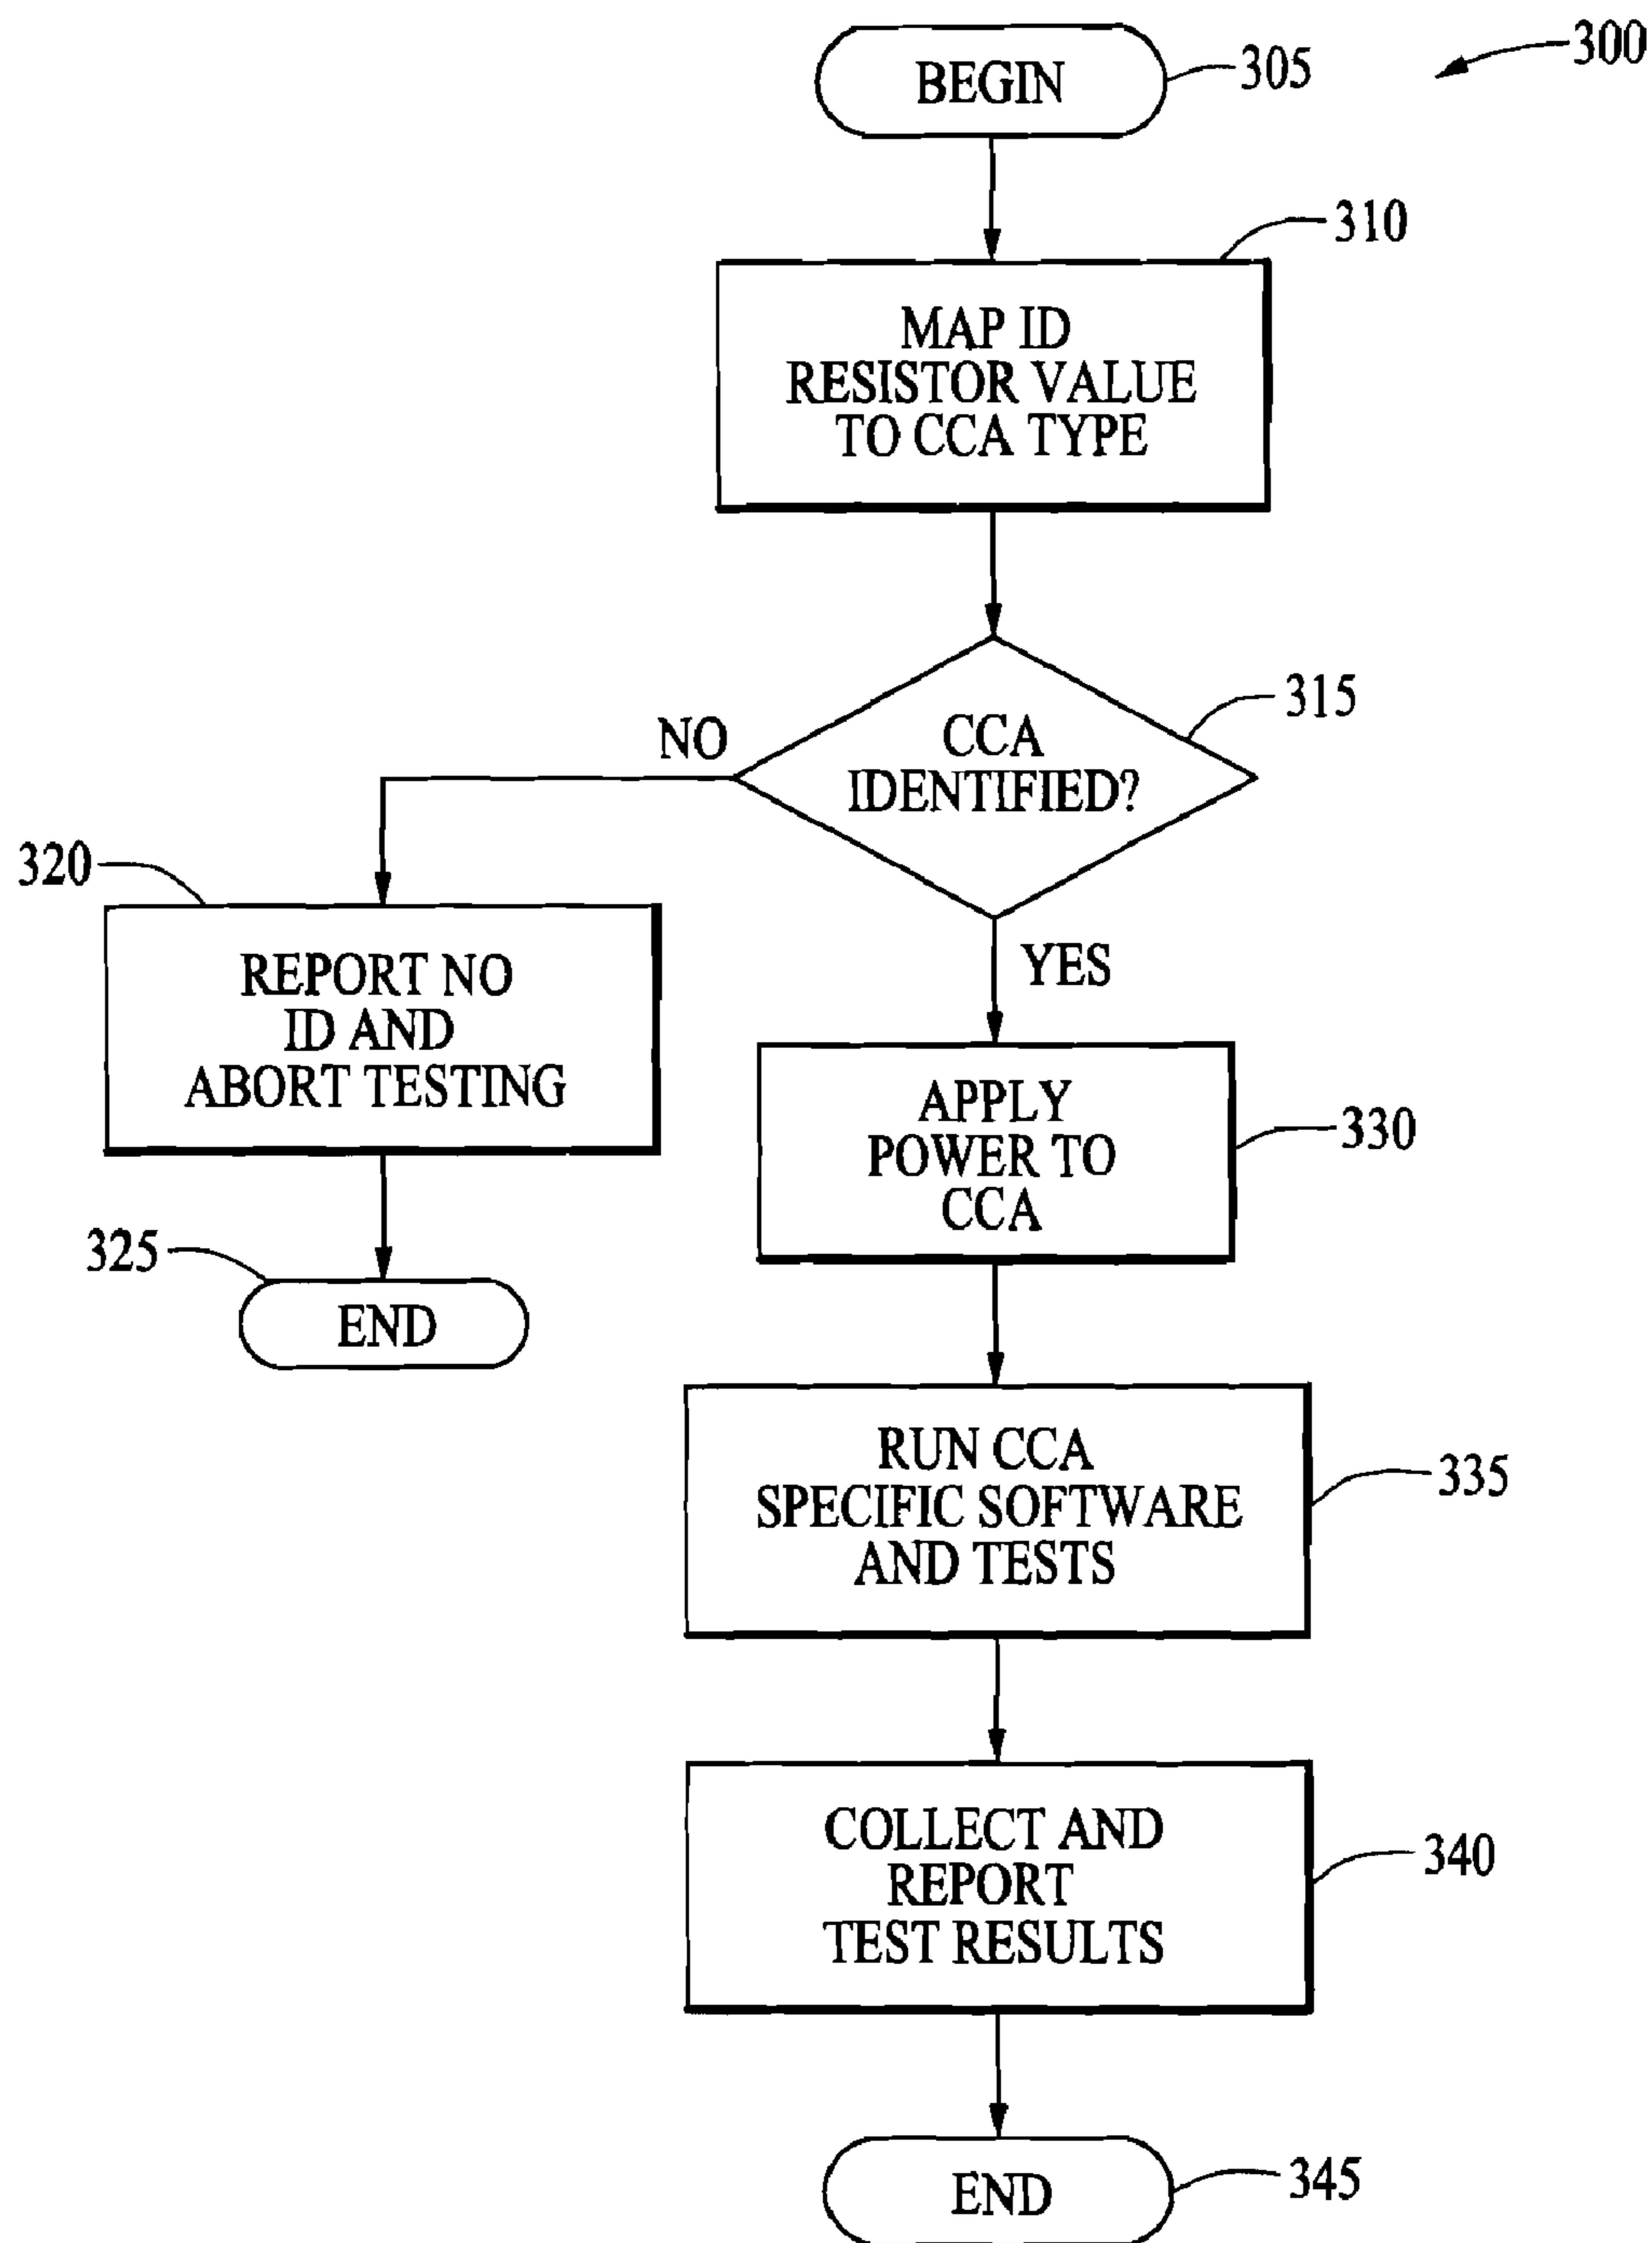 300
BEGIN
305
310
MAP ID
RESISTOR VALUE
TO CCA TYPE
315
CCA
IDENTIFIED?
NO
YES
320
REPORT NO
ID AND
ABORT TESTING
325
END
APPLY
POWER TO
CCA
330
RUN CCA
SPECIFIC SOFTWARE
AND TESTS
335
COLLECT AND
REPORT
TEST RESULTS
340
END
345